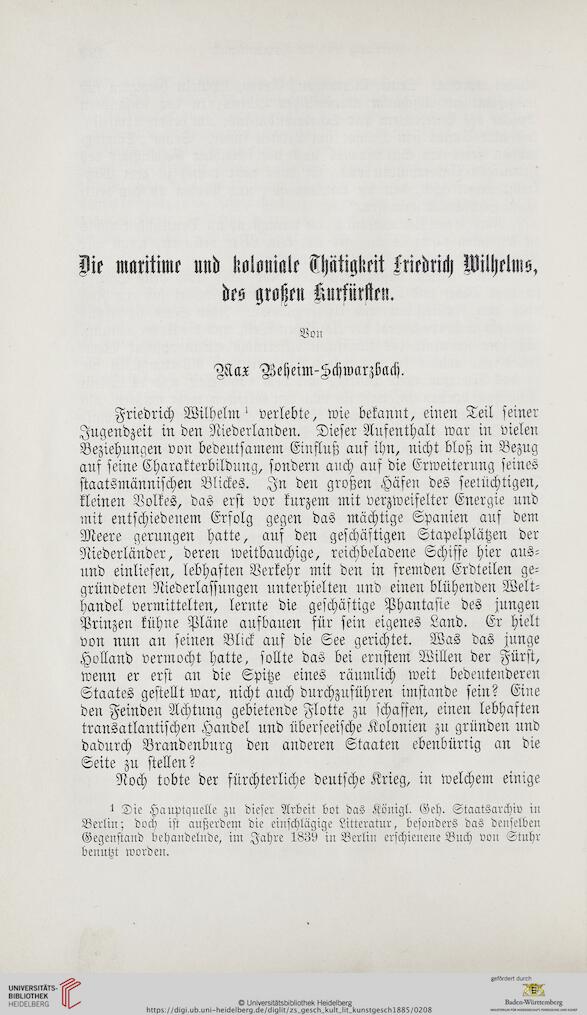 Die maritime und koloniale Thätigkeit Friedrich Wilhelms,
des großen Kurfürsten.
Von
Max Beheim-Schwarzbach.
Friedrich Wilhelm ¹ verlebte, wie bekannt, einen Teil seiner
Jugendzeit in den Niederlanden. Dieser Aufenthalt war in vielen
Beziehungen von bedeutsamem Einfluß auf ihn, nicht bloß in Bezug
auf seine Charakterbildung, sondern auch auf die Erweiterung seines
staatsmännischen Blickes. In den großen Häfen des seetüchtigen,
kleinen Volkes, das erst vor kurzem mit verzweifelter Energie und
mit entschiedenem Erfolg gegen das mächtige Spanien auf dem
Meere gerungen hatte, auf den geschäftigen Stapelplätzen der
Niederländer, deren weitbauchige, reichbeladene Schiffe hier aus-
und einliefen, lebhaften Verkehr mit den in fremden Erdteilen ge-
gründeten Niederlassungen unterhielten und einen blühenden Welt-
handel vermittelten, lernte die geschäftige Phantasie des jungen
Prinzen kühne Pläne aufbauen für sein eigenes Land. Er hielt
von nun an seinen Blick auf die See gerichtet. Was das junge
Holland vermocht hatte, sollte das bei ernstem Willen der Fürst,
wenn er erst an die Spitze eines räumlich weit bedeutenderen
Staates gestellt war, nicht auch durchzuführen imstande sein? Eine
den Feinden Achtung gebietende Flotte zu schaffen, einen lebhaften
transatlantischen Handel und überseeische Kolonien zu gründen und
dadurch Brandenburg den anderen Staaten ebenbürtig an die
Seite zu stellen?
Noch tobte der fürchterliche deutsche Krieg, in welchem einige
¹ Die Hauptquelle zu dieser Arbeit bot das Königl. Geh. Staatsarchiv in
Berlin; doch ist außerdem die einschlägige Litteratur, besonders das denselben
Gegenstand behandelnde, im Jahre 1839 in Berlin erschienene Buch von Stuhr
benutzt worden.
UNIVERSITÄTS-
BIBLIOTHEK
HEIDELBERG
© Universitätsbibliothek Heidelberg
https://digi.ub.uni-heidelberg.de/diglit/zs_gesch_kult_lit_kunstgesch1885/0208
gefördert durch
Baden-Württemberg